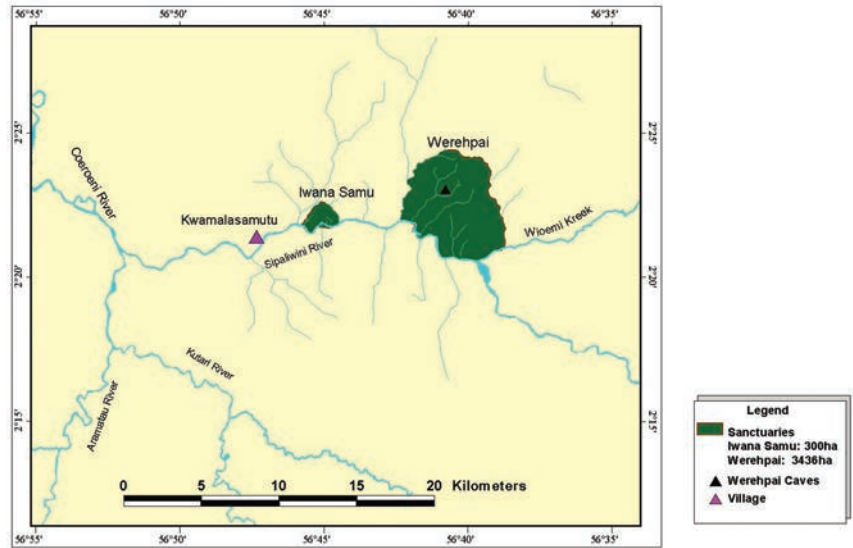 56°55'
56°50'
56°45'
56°40'
56°35'
2°25'
2°25'
Werehpai
Coeroeni River
Iwana Samu
Kwamalasamutu
Wioemi Kreek
Sipaliwini River
2°20'
2°20'
Kutari River
Aramatau River
2°15'
2°15'
0 5 10 15 20 Kilometers
56°55'
56°50'
56°45'
56°40'
56°35'
Legend
Sanctuaries
Iwana Samu: 300ha
Werehpai: 3436ha
Werehpai Caves
Village